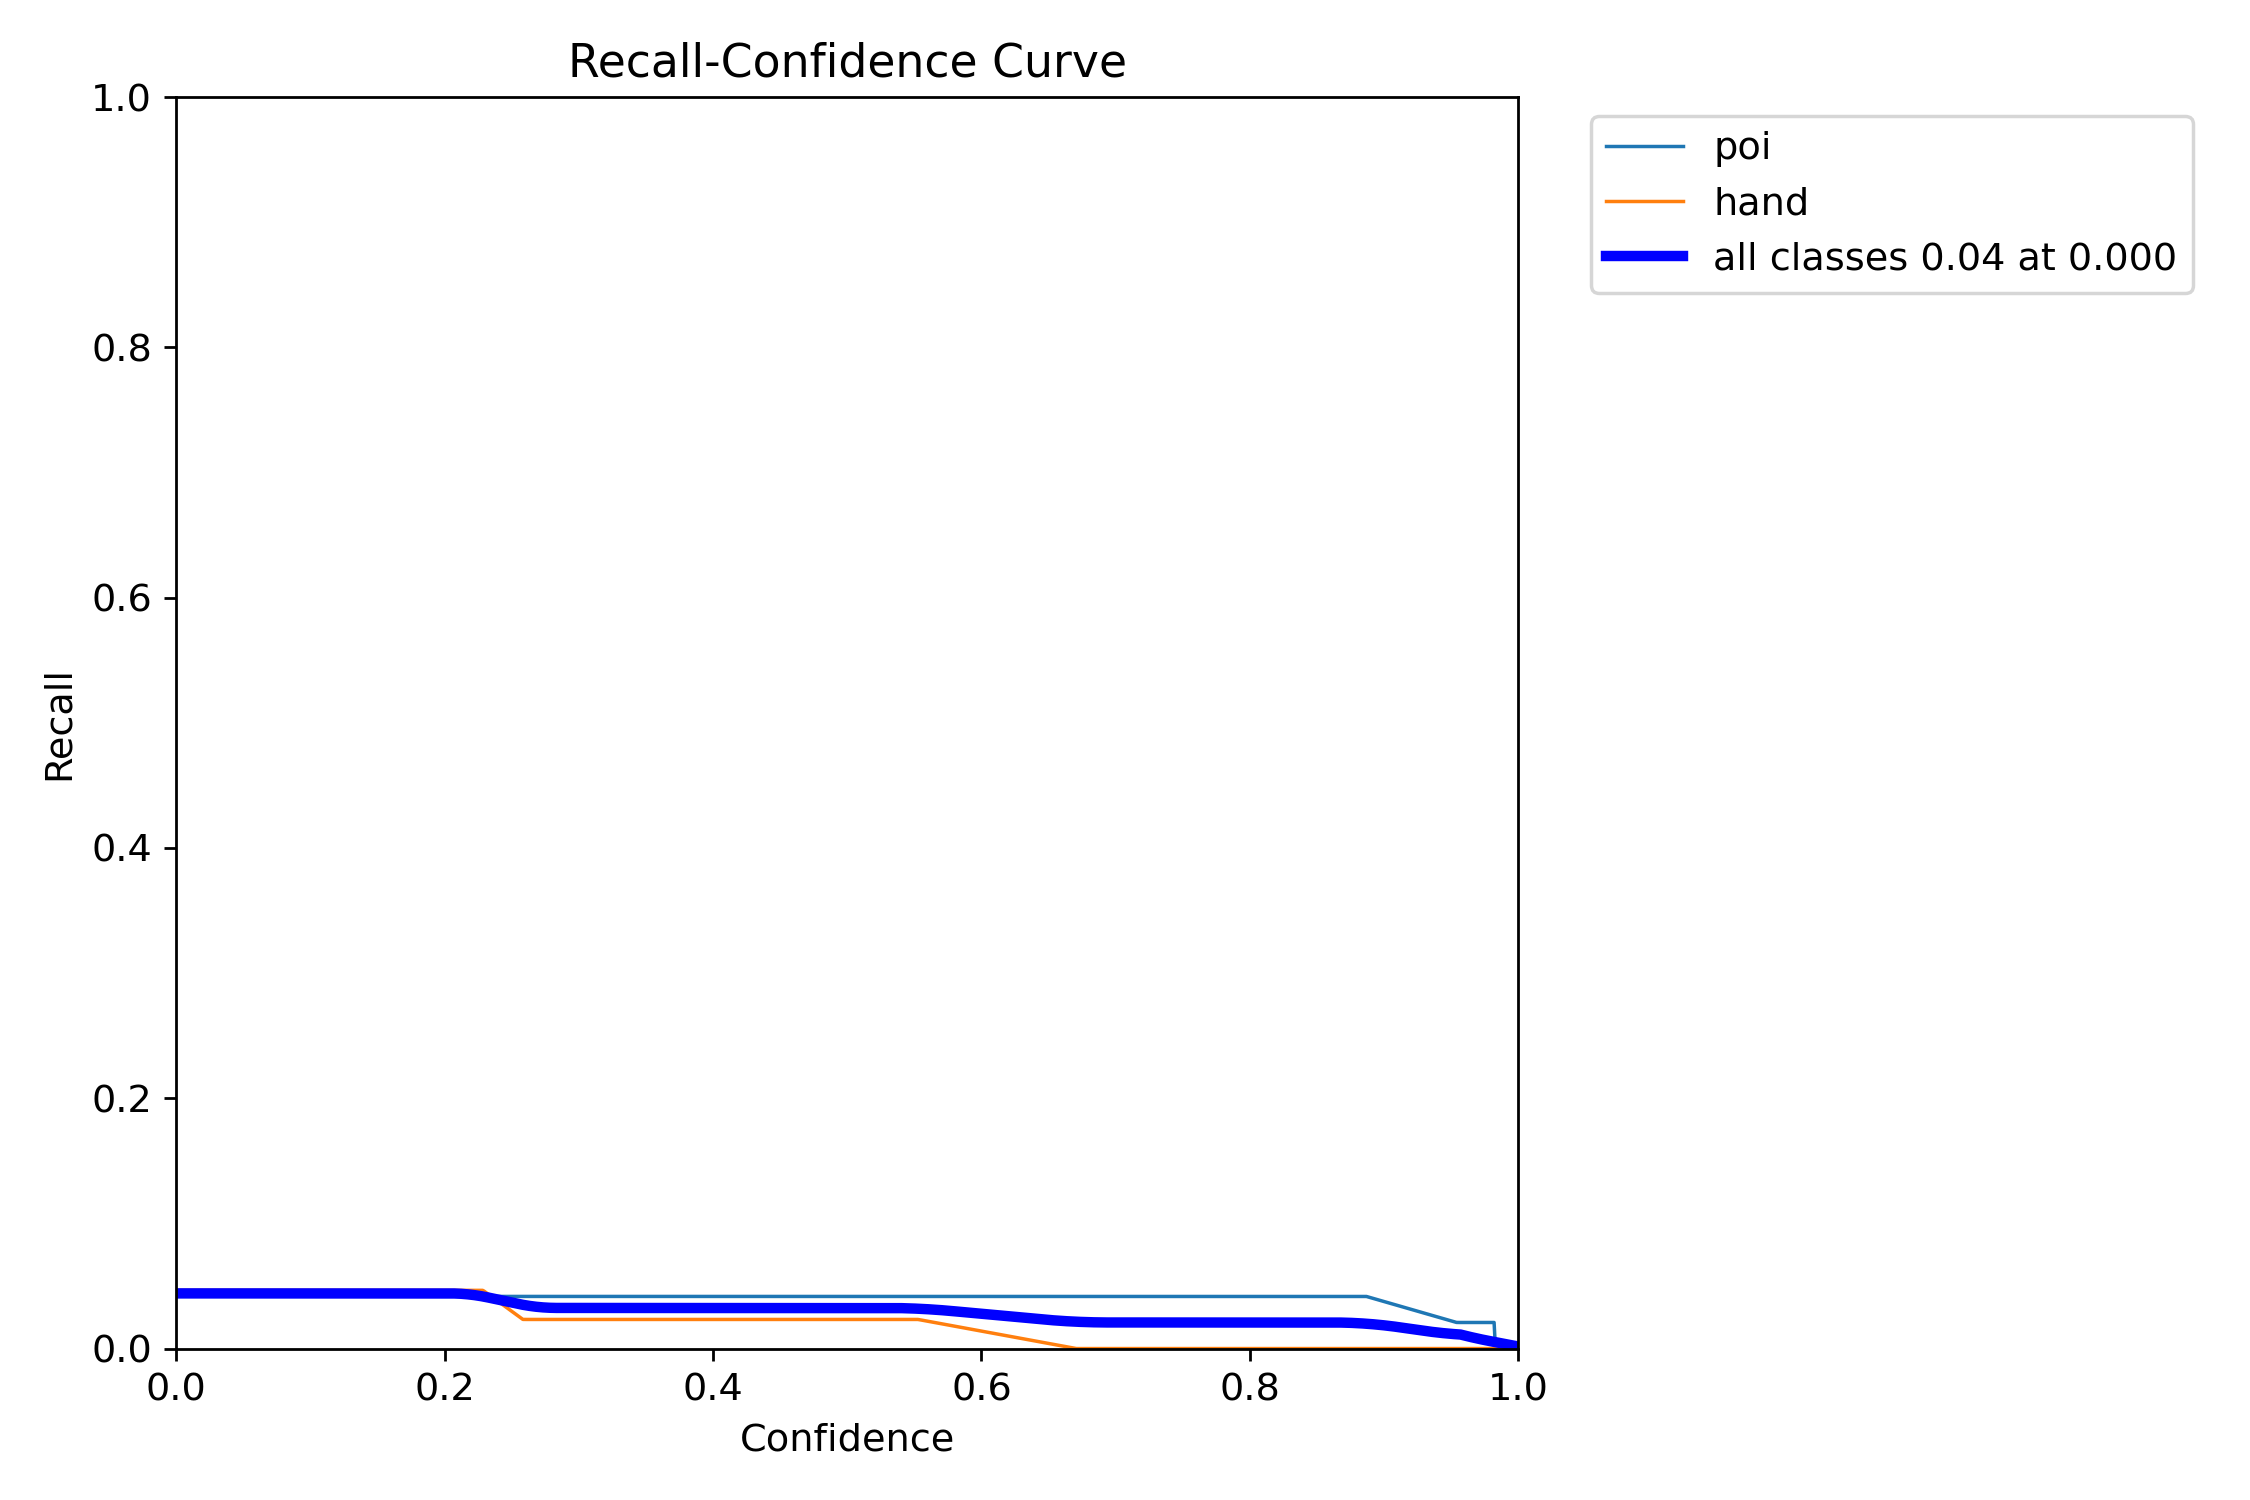 Recall-Confidence Curve
1.0
0.8
0.6
0.4
0.2
0.0
Recall
0.0 0.2 0.4 0.6 0.8 1.0
Confidence
poi
hand
all classes 0.04 at 0.000